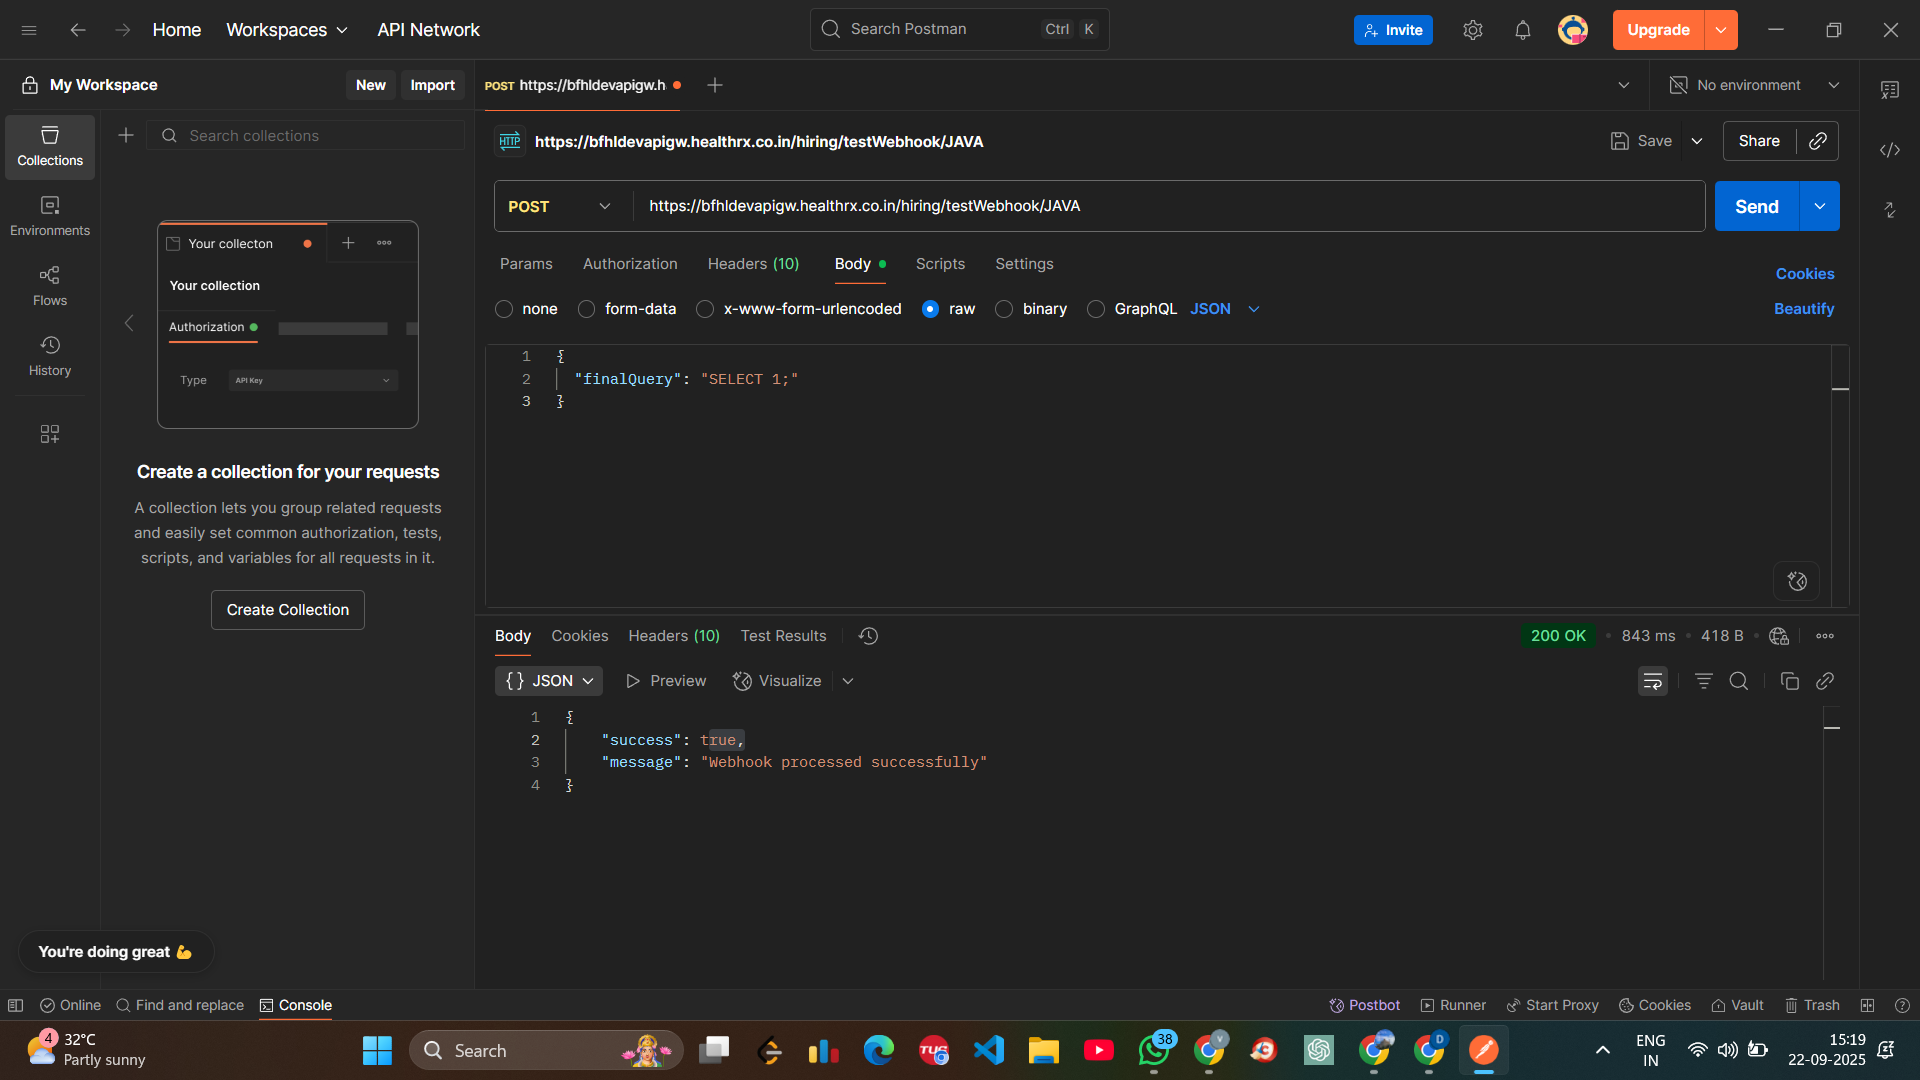 Home
Workspaces
API Network
Search Postman
Ctrl
K
Invite
Upgrade
My Workspace
New
Import
POST https://bfhldevapigw.h
No environment
Collections
Environments
Flows
History
Search collections
Your collecton
Your collection
Authorization
Type
API Key
Create a collection for your requests
A collection lets you group related requests
and easily set common authorization, tests,
scripts, and variables for all requests in it.
Create Collection
HTTP
https://bfhldevapigw.healthrx.co.in/hiring/testWebhook/JAVA
Save
Share
POST
https://bfhldevapigw.healthrx.co.in/hiring/testWebhook/JAVA
Send
Params
Authorization
Headers (10)
Body
Scripts
Settings
Cookies
none
form-data
x-www-form-urlencoded
raw
binary
GraphQL
JSON
Beautify
1 {
2 "finalQuery": "SELECT 1;"
3 }
Body
Cookies
Headers (10)
Test Results
200 OK
843 ms
418 B
{} JSON
Preview
Visualize
1 {
2 "success": true,
3 "message": "Webhook processed successfully"
4 }
You're doing great 💪
Online
Find and replace
Console
Postbot
Runner
Start Proxy
Cookies
Vault
Trash
4
32°C
Partly sunny
Search
TUS
38
V
D
ENG
IN
15:19
22-09-2025